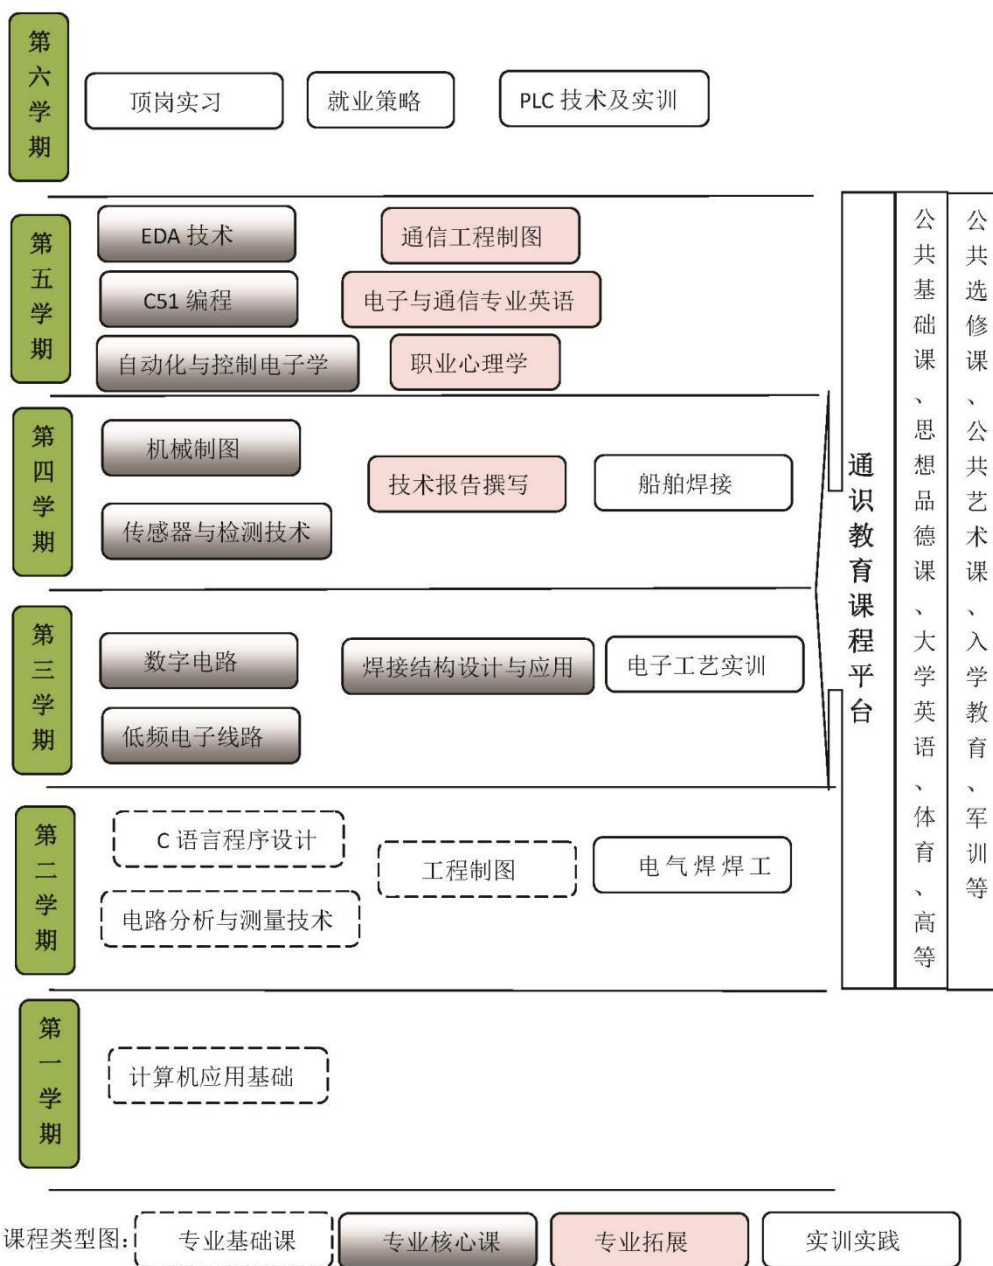 第六学期
顶岗实习
就业策略
PLC 技术及实训
第五学期
EDA 技术
通信工程制图
C51 编程
电子与通信专业英语
自动化与控制电子学
职业心理学
第四学期
机械制图
技术报告撰写
船舶焊接
传感器与检测技术
第三学期
数字电路
焊接结构设计与应用
电子工艺实训
低频电子线路
第二学期
C 语言程序设计
工程制图
电气焊焊工
电路分析与测量技术
第一学期
计算机应用基础
通识教育课程平台
公共基础课、思想品德课、大学英语、体育、高等
公共选修课、公共艺术课、入学教育、军训等
课程类型图:
专业基础课
专业核心课
专业拓展
实训实践